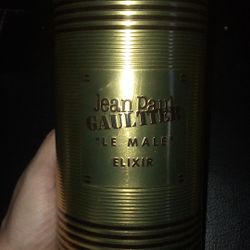 Jean Paul
GAULTIER
"LE MALE"
ELIXIR